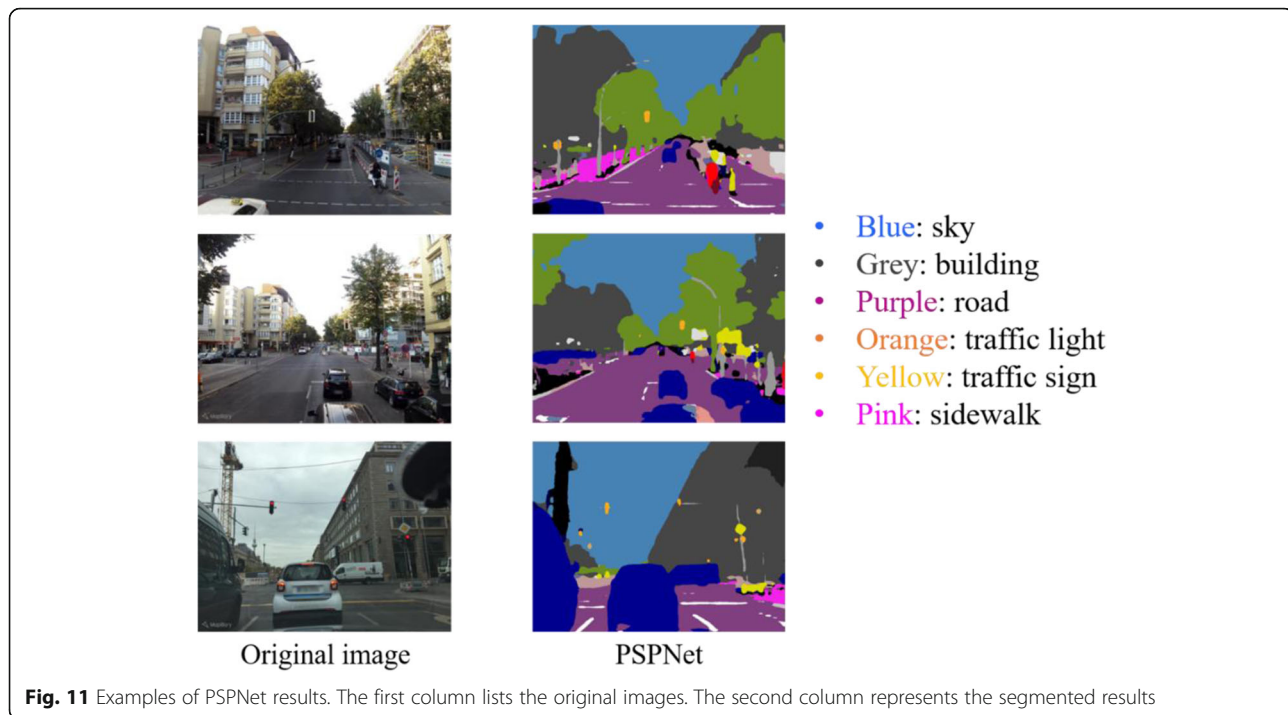 • Blue: sky
• Grey: building
• Purple: road
• Orange: traffic light
• Yellow: traffic sign
• Pink: sidewalk
Original image
PSPNet
Fig. 11 Examples of PSPNet results. The first column lists the original images. The second column represents the segmented results